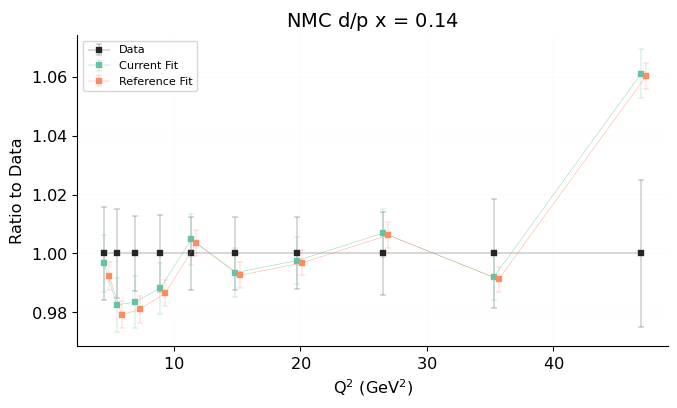 NMC d/p x = 0.14
Data
Current Fit
Reference Fit
Ratio to Data
1.06
1.04
1.02
1.00
0.98
10
20
30
40
Q² (GeV²)